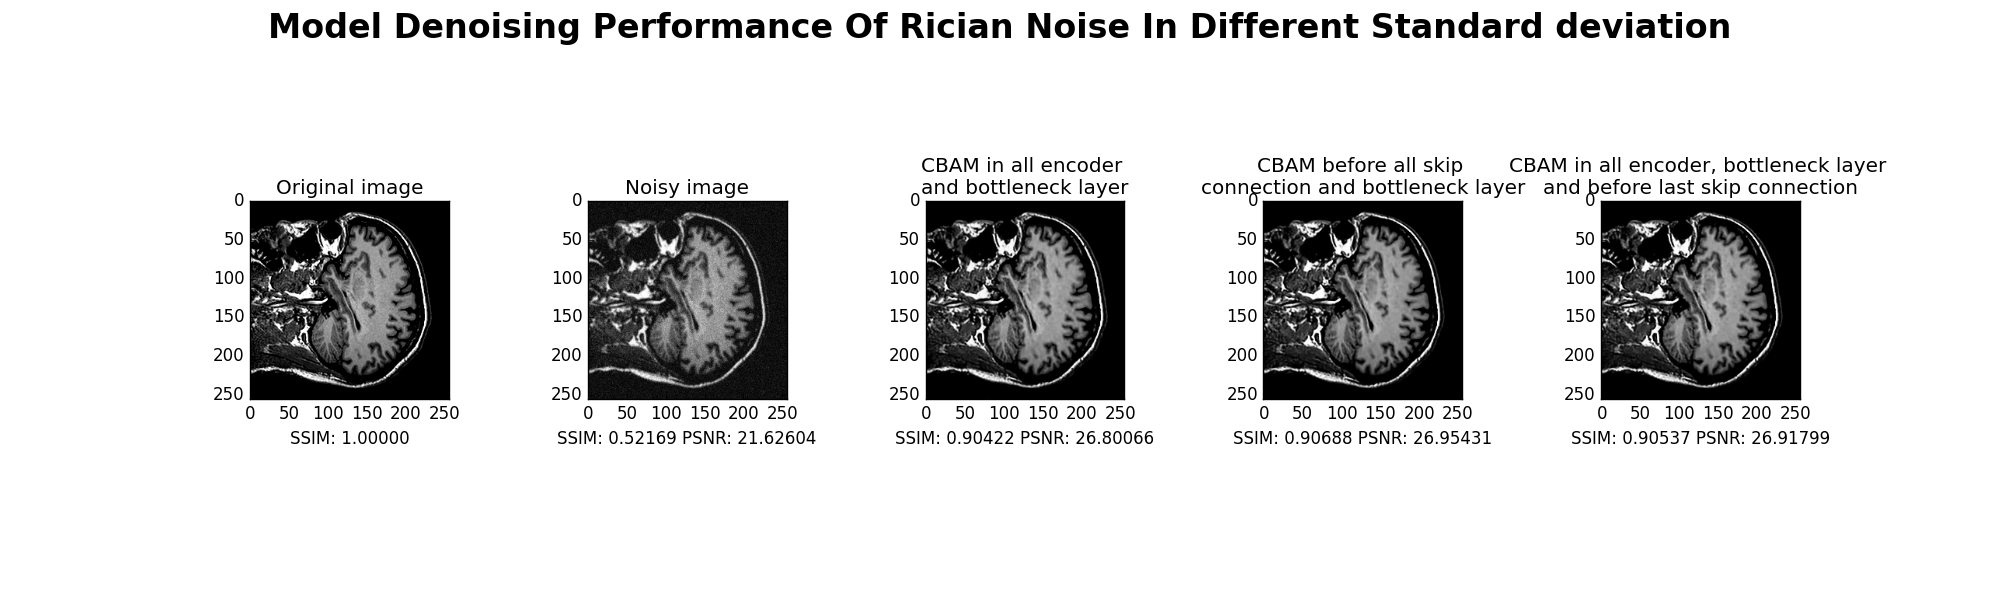 Model Denoising Performance Of Rician Noise In Different Standard deviation
Original image
0
50
100
150
200
250
0 50 100 150 200 250
SSIM: 1.00000
Noisy image
0
50
100
150
200
250
0 50 100 150 200 250
SSIM: 0.52169 PSNR: 21.62604
CBAM in all encoder
and bottleneck layer
0
50
100
150
200
250
0 50 100 150 200 250
SSIM: 0.90422 PSNR: 26.80066
CBAM before all skip
connection and bottleneck layer
0
50
100
150
200
250
0 50 100 150 200 250
SSIM: 0.90688 PSNR: 26.95431
CBAM in all encoder, bottleneck layer
and before last skip connection
0
50
100
150
200
250
0 50 100 150 200 250
SSIM: 0.90537 PSNR: 26.91799